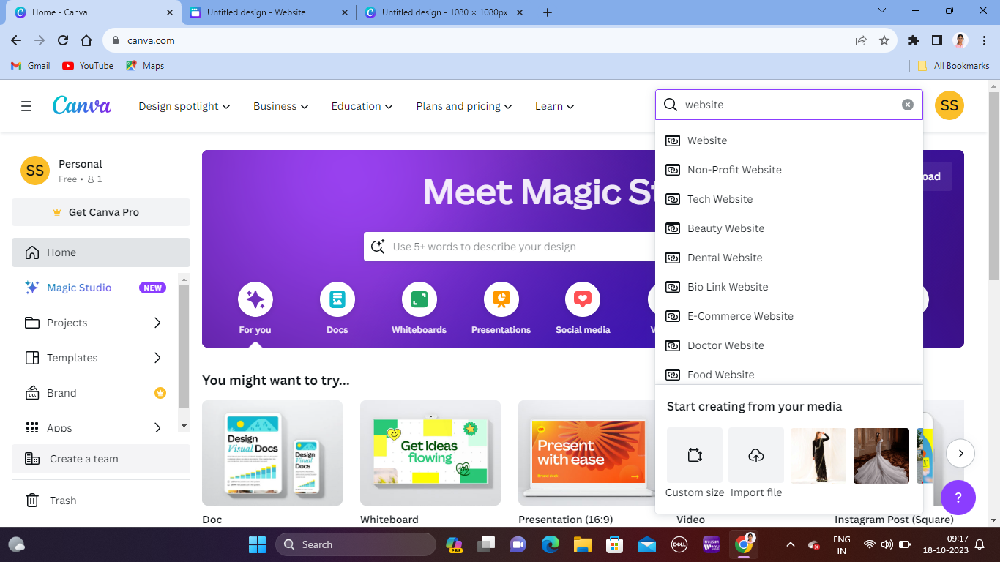 Home - Canva
Untitled design - Website
Untitled design - 1080 × 1080px
canva.com
Gmail
YouTube
Maps
All Bookmarks
Canva
Design spotlight
Business
Education
Plans and pricing
Learn
website
SS
SS
Personal
Free • 1
Get Canva Pro
Home
Magic Studio NEW
Projects
Templates
CO.
Brand
Apps
Create a team
Trash
Meet Magic St
oad
Use 5+ words to describe your design
For you
Docs
Whiteboards
Presentations
Social media
V
Website
Non-Profit Website
Tech Website
Beauty Website
Dental Website
Bio Link Website
E-Commerce Website
Doctor Website
Food Website
Start creating from your media
Custom size
Import file
?
You might want to try...
Design
Visual Docs
Design
Visual
Docs
Get ideas
flowing
Present
with ease
Brand deck
Doc
Whiteboard
Presentation (16:9)
Video
Instagram Post (Square)
Search
PRE
DELL
ENG
IN
09:17
18-10-2023